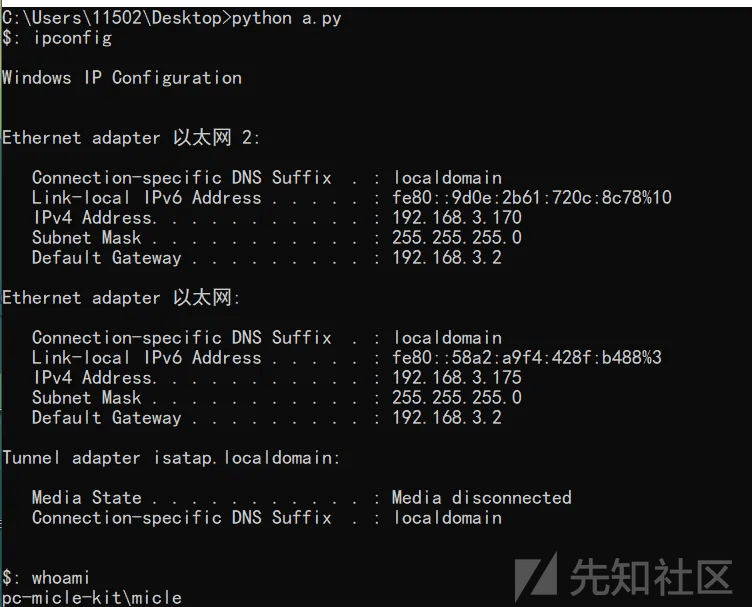 C:\Users\11502\Desktop>python a.py
$: ipconfig
Windows IP Configuration
Ethernet adapter 以太网 2:
Connection-specific DNS Suffix . : localdomain
Link-local IPv6 Address . . . . . : fe80::9d0e:2b61:720c:8c78%10
IPv4 Address. . . . . . . . . . . : 192.168.3.170
Subnet Mask . . . . . . . . . . . : 255.255.255.0
Default Gateway . . . . . . . . . : 192.168.3.2
Ethernet adapter 以太网:
Connection-specific DNS Suffix . : localdomain
Link-local IPv6 Address . . . . . : fe80::58a2:a9f4:428f:b488%3
IPv4 Address. . . . . . . . . . . : 192.168.3.175
Subnet Mask . . . . . . . . . . . : 255.255.255.0
Default Gateway . . . . . . . . . : 192.168.3.2
Tunnel adapter isatap.localdomain:
Media State . . . . . . . . . . . : Media disconnected
Connection-specific DNS Suffix . : localdomain
$: whoami
pc-micle-kit\micle
先知社区